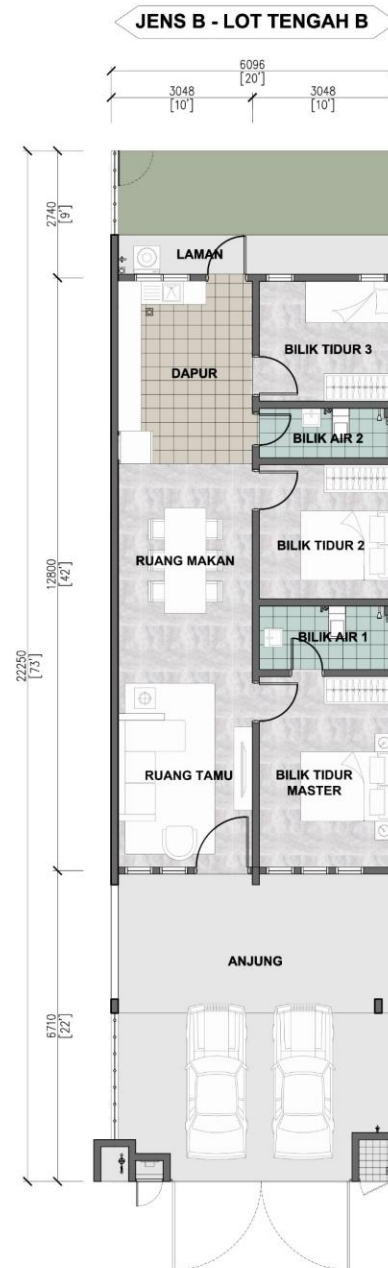 JENS B - LOT TENGAH B
6096
[20']
3048
[10']
3048
[10']
2740
[9']
12800
[42']
22250
[73']
6710
[22']
LAMAN
DAPUR
BILIK TIDUR 3
BILIK AIR 2
RUANG MAKAN
BILIK TIDUR 2
BILIK AIR 1
RUANG TAMU
BILIK TIDUR
MASTER
ANJUNG